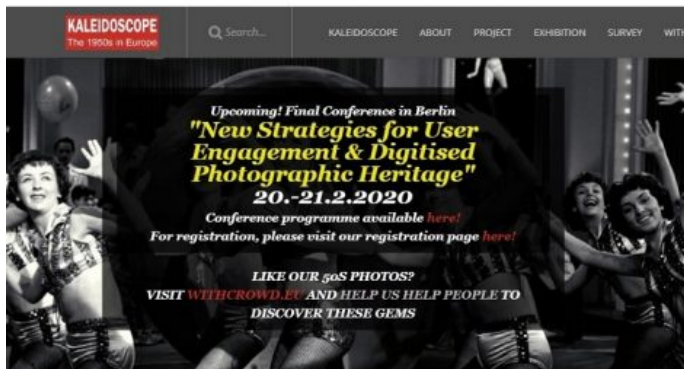 KALEIDOSCOPE
The 1950s in Europe
Search...
KALEIDOSCOPE ABOUT PROJECT EXHIBITION SURVEY WITH
Upcoming! Final Conference in Berlin
"New Strategies for User
Engagement & Digitised
Photographic Heritage"
20.-21.2.2020
Conference programme available here!
For registration, please visit our registration page here!
LIKE OUR 50S PHOTOS?
VISIT WITHCROWD.EU AND HELP US HELP PEOPLE TO
DISCOVER THESE GEMS